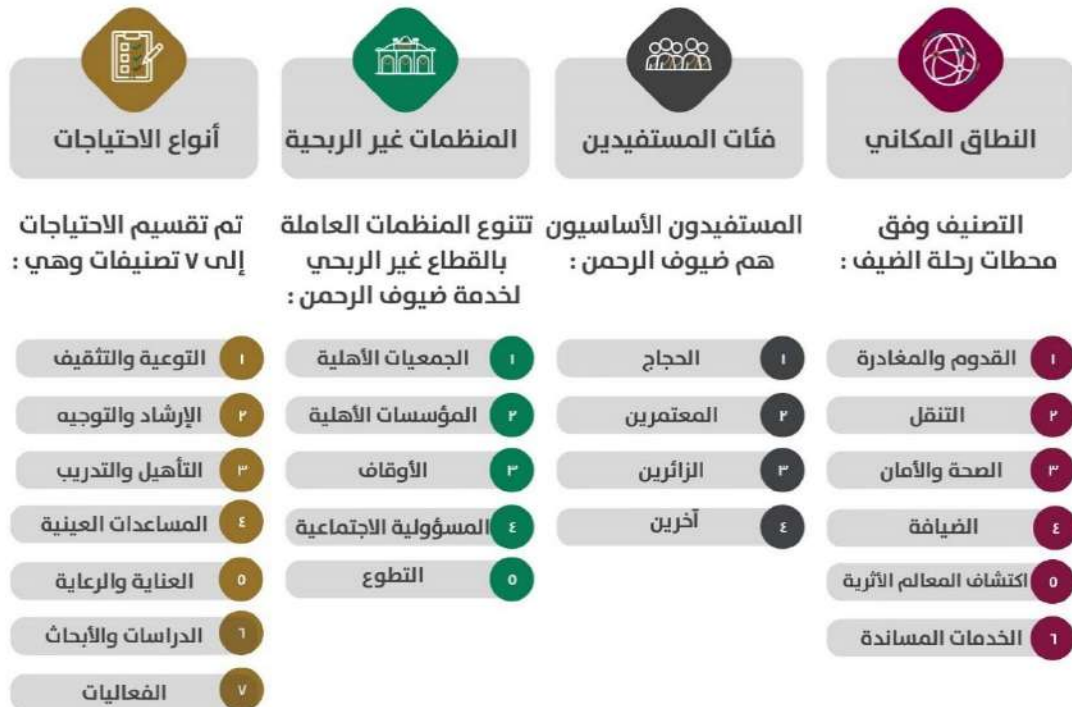 النطاق المكاني
التصنيف وفق
محطات رحلة الضيف :
١ القدوم والمغادرة
٢ التنقل
٣ الصحة والأمان
٤ الضيافة
٥ اكتشاف المعالم الأثرية
٦ الخدمات المساندة
فئات المستفيدين
المستفيدون الأساسيون
هم ضيوف الرحمن :
١ الحجاج
٢ المعتمرين
٣ الزائرين
٤ آخرين
المنظمات غير الربحية
تتنوع المنظمات العاملة
بالقطاع غير الربحي
لخدمة ضيوف الرحمن :
١ الجمعيات الأهلية
٢ المؤسسات الأهلية
٣ الأوقاف
٤ المسؤولية الاجتماعية
٥ التطوع
أنواع الاحتياجات
تم تقسيم الاحتياجات
إلى ٧ تصنيفات وهي :
١ التوعية والتثقيف
٢ الإرشاد والتوجيه
٣ التأهيل والتدريب
٤ المساعدات العينية
٥ العناية والرعاية
٦ الدراسات والأبحاث
٧ الفعاليات